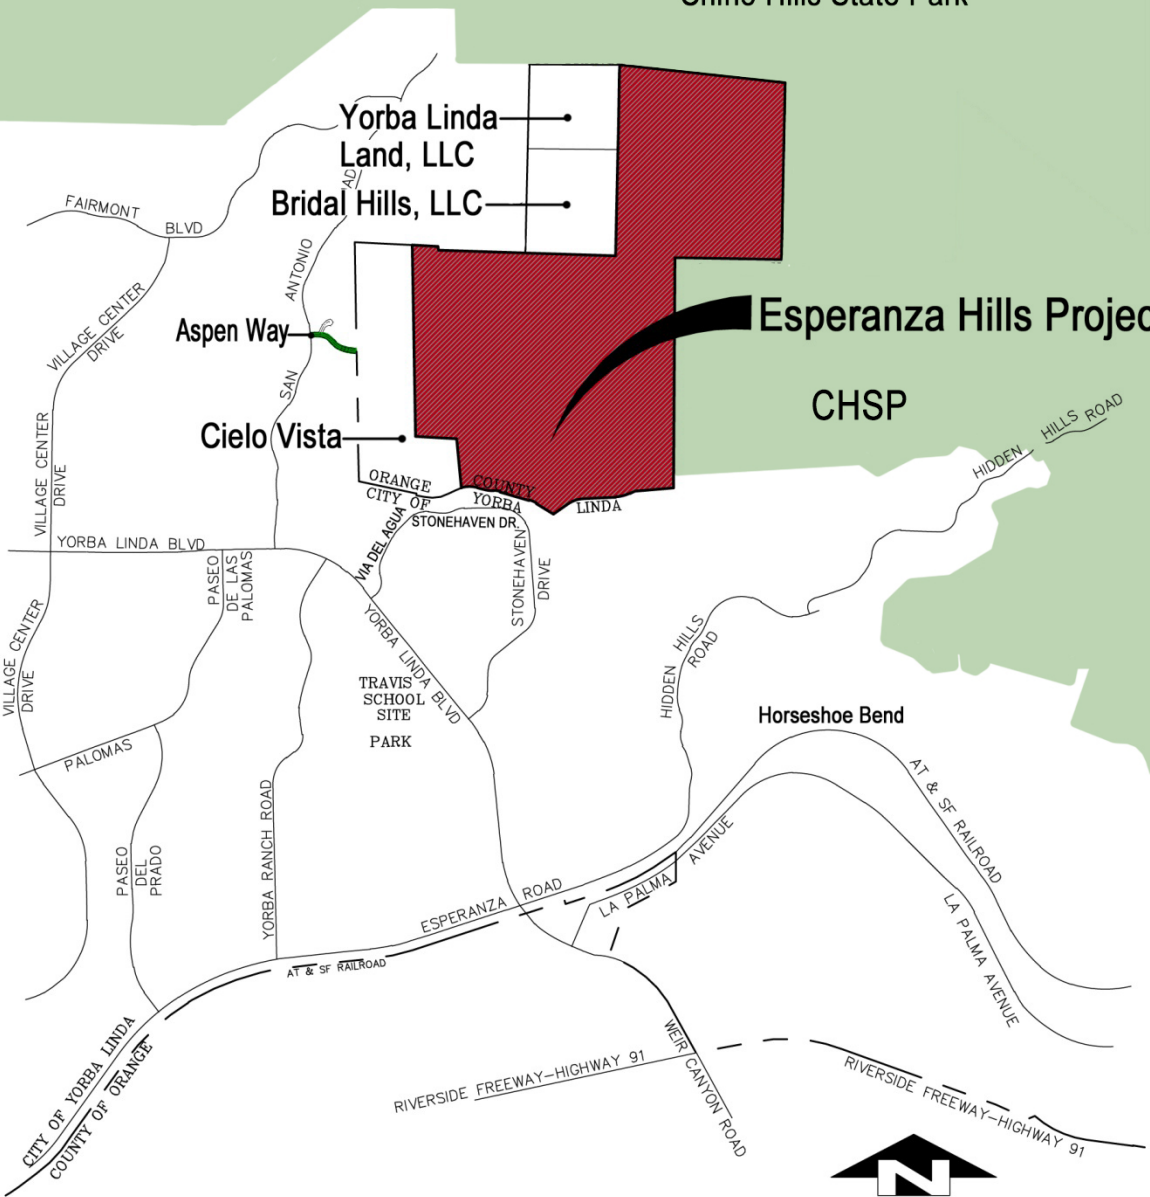 Chino Hills State Park
Yorba Linda
Land, LLC
AD
Bridal Hills, LLC
FAIRMONT
BLVD
ANTONIO
SAN
VILLAGE CENTER
DRIVE
Aspen Way
Esperanza Hills Projec
CHSP
Cielo Vista
HIDDEN HILLS ROAD
VILLAGE CENTER
DRIVE
ORANGE COUNTY
CITY OF YORBA LINDA
STONEHAVEN DR.
VIA DEL AGUA
STONEHAVEN
DRIVE
YORBA LINDA BLVD
PASEO
DE LAS
PALOMAS
YORBA LINDA BLVD
VILLAGE CENTER
DRIVE
HIDDEN HILLS
ROAD
TRAVIS
SCHOOL
SITE
PARK
Horseshoe Bend
PALOMAS
AT & SF RAILROAD
YORBA RANCH ROAD
PASEO
DEL
PRADO
LA PALMA AVENUE
ESPERANZA ROAD
LA PALMA AVENUE
AT & SF RAILROAD
CITY OF YORBA LINDA
COUNTY OF ORANGE
WEIR CANYON ROAD
RIVERSIDE FREEWAY-HIGHWAY 91
RIVERSIDE FREEWAY-HIGHWAY 91
N